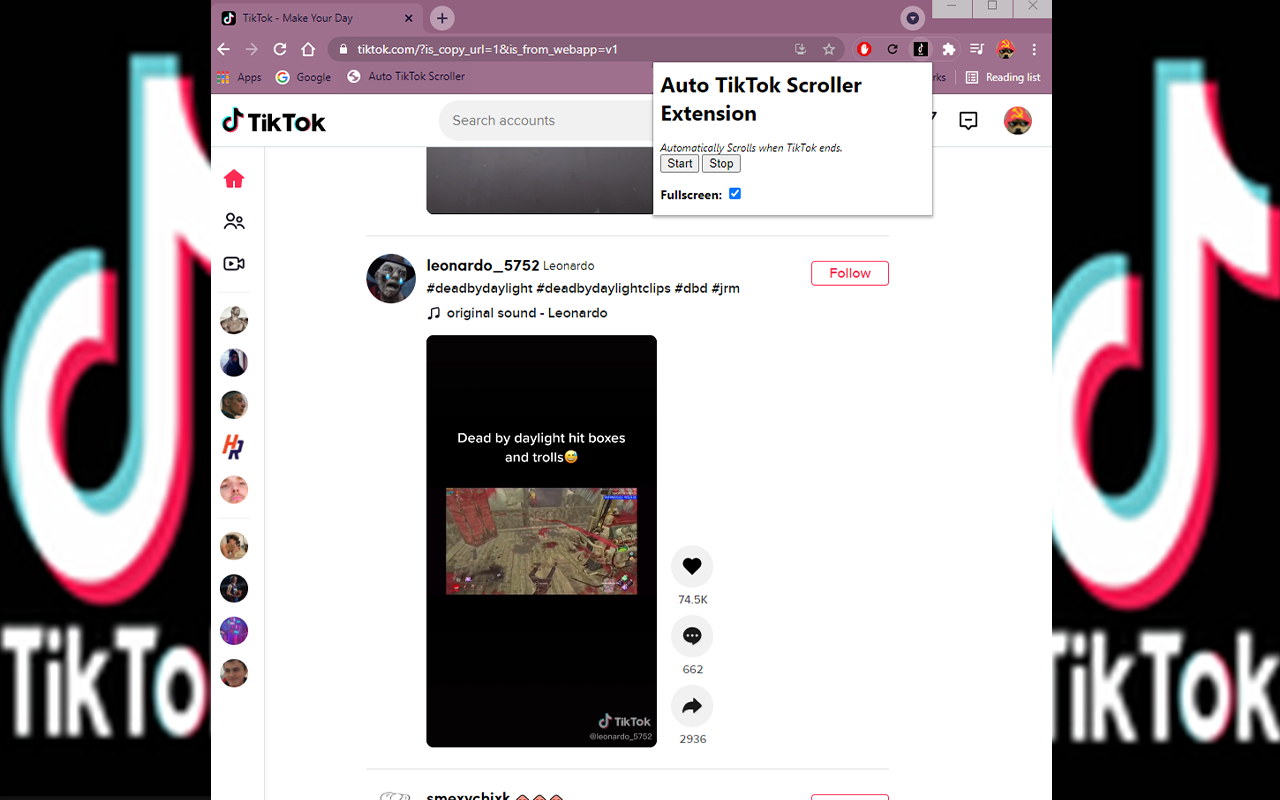 TikTok - Make Your Day
tiktok.com/?is_copy_url=1&is_from_webapp=v1
Apps
Google
Auto TikTok Scroller
Reading list
Auto TikTok Scroller
Extension
Automatically Scrolls when TikTok ends.
Start Stop
Fullscreen:
TikTok
Search accounts
leonardo_5752 Leonardo
Follow
#deadbydaylight #deadbydaylightclips #dbd #jrm
original sound - Leonardo
Dead by daylight hit boxes
and trolls😅
74.5K
662
2936
TikTok
@leonardo_5752
smexychixk
TikTo
TikTok